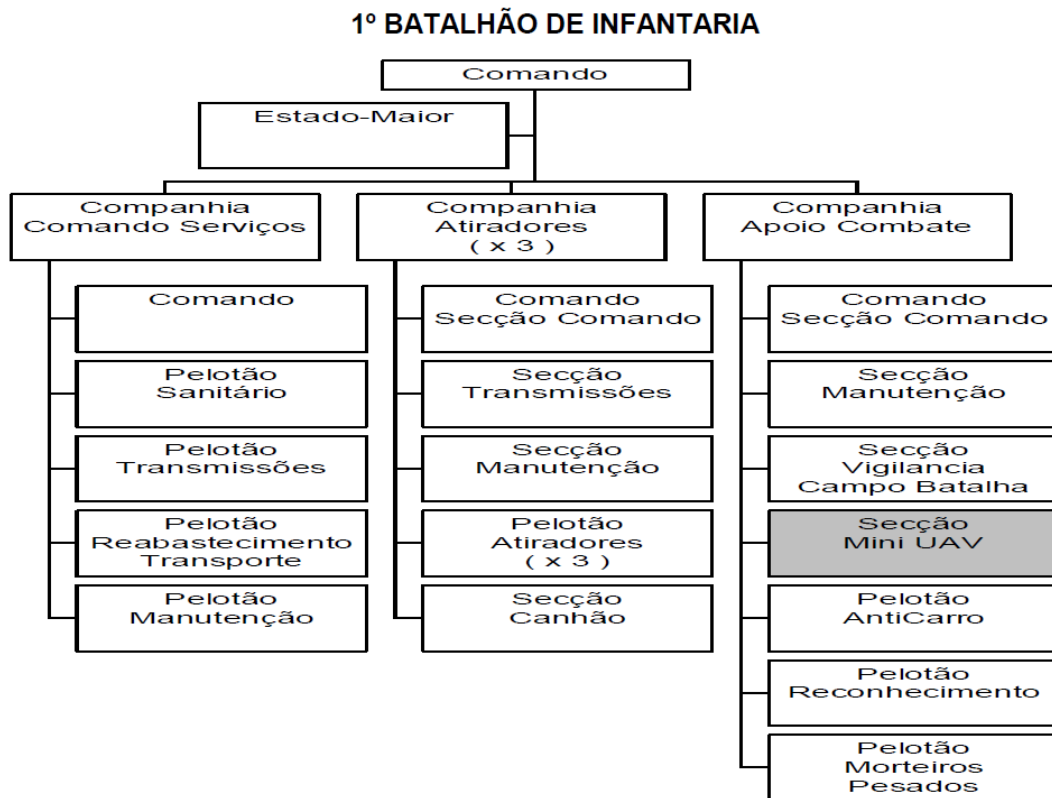 1º BATALHÃO DE INFANTARIA
Comando
Estado-Maior
Companhia
Comando Serviços
Comando
Pelotão
Sanitário
Pelotão
Transmissões
Pelotão
Reabastecimento
Transporte
Pelotão
Manutenção
Companhia
Atiradores
( x 3 )
Comando
Secção Comando
Secção
Transmissões
Secção
Manutenção
Pelotão
Atiradores
( x 3 )
Secção
Canhão
Companhia
Apoio Combate
Comando
Secção Comando
Secção
Manutenção
Secção
Vigilancia
Campo Batalha
Secção
Mini UAV
Pelotão
AntiCarro
Pelotão
Reconhecimento
Pelotão
Morteiros
Pesados